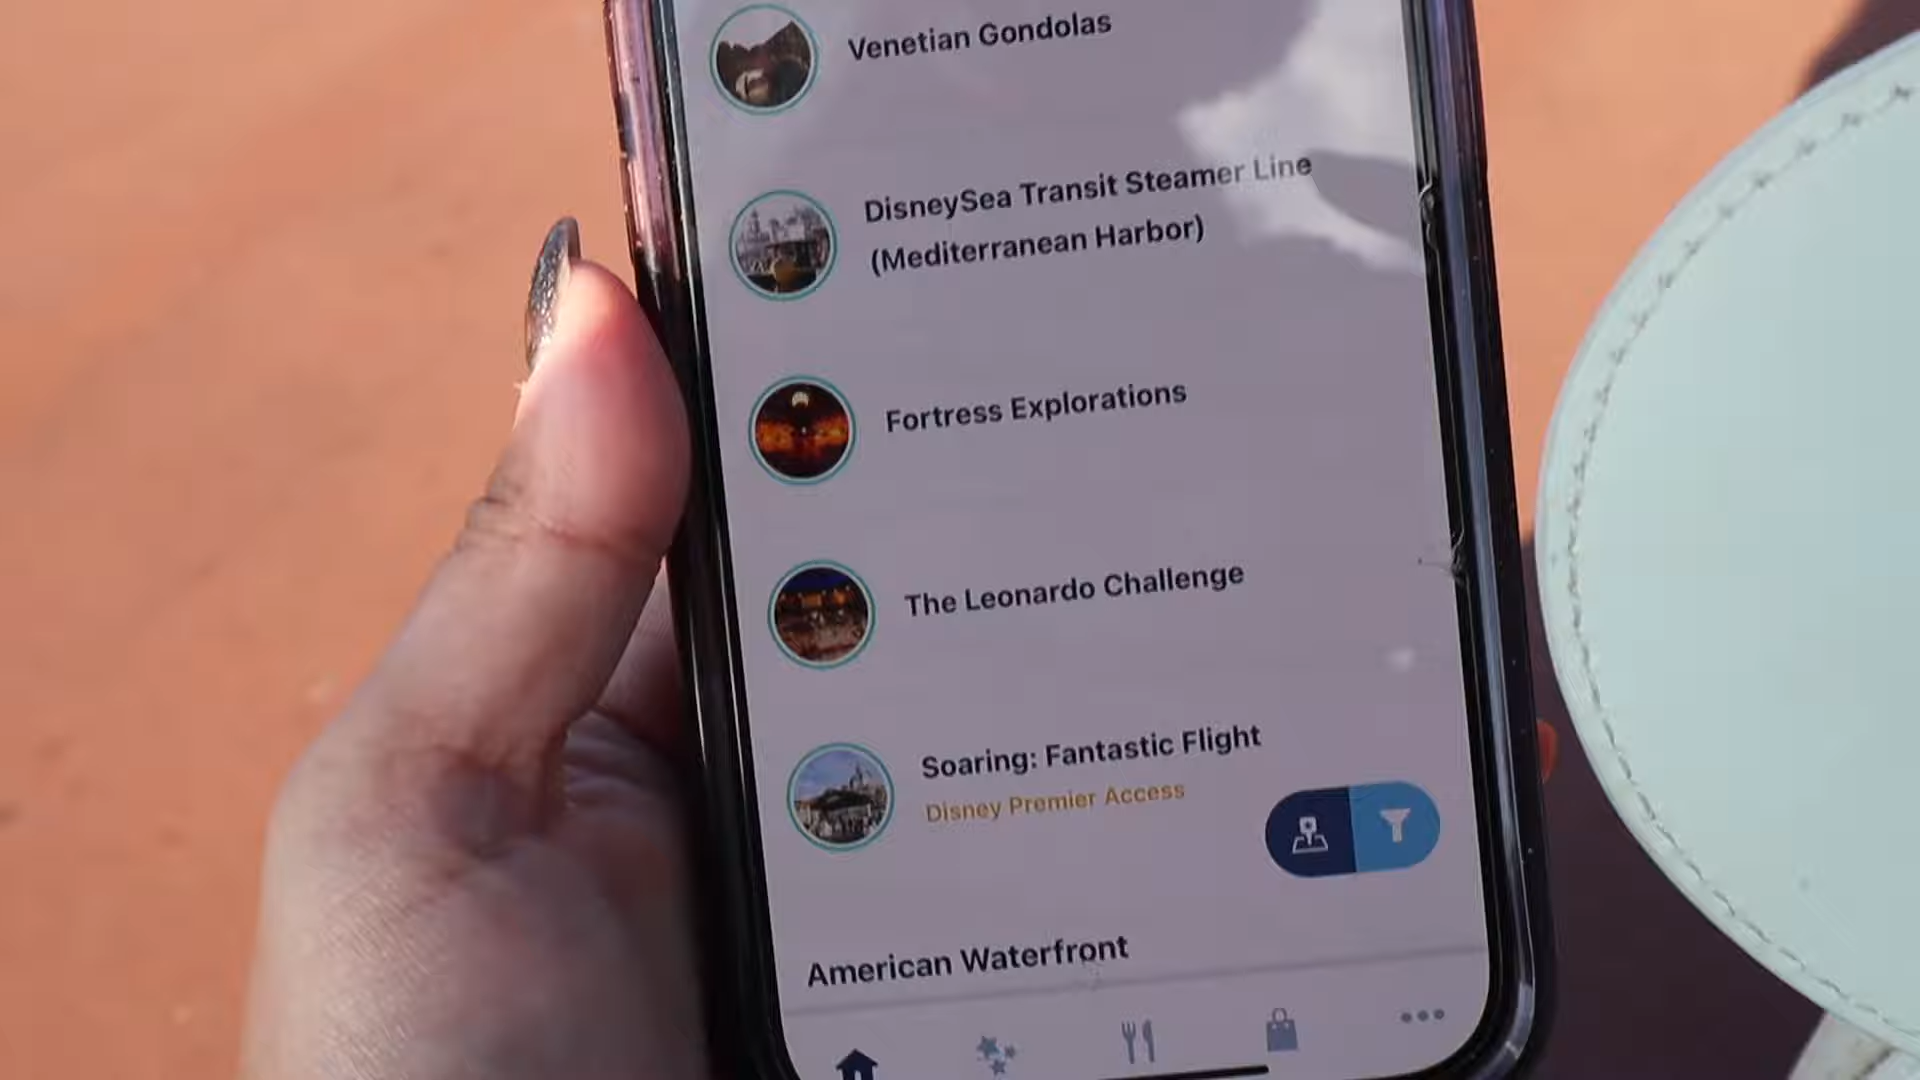 Venetian Gondolas
DisneySea Transit Steamer Line
(Mediterranean Harbor)
Fortress Explorations
The Leonardo Challenge
Soaring: Fantastic Flight
Disney Premier Access
American Waterfront